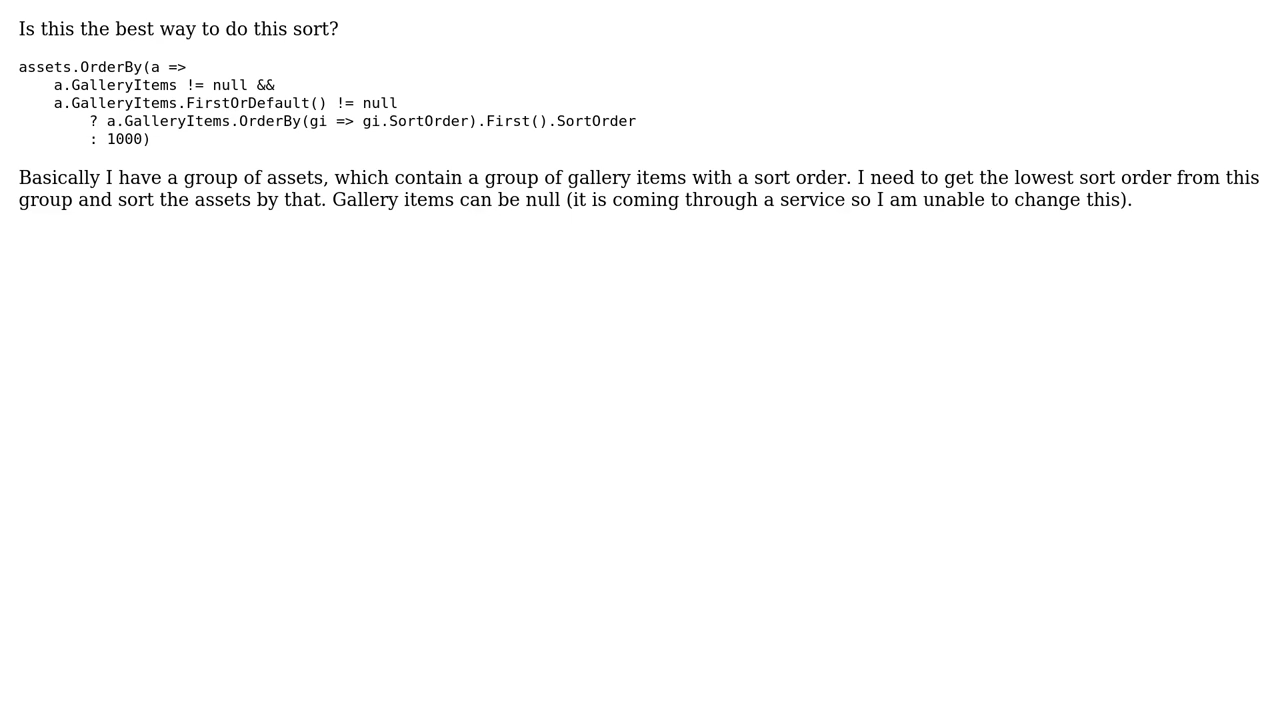 Is this the best way to do this sort?
assets.OrderBy(a =>
    a.GalleryItems != null &&
    a.GalleryItems.FirstOrDefault() != null
        ? a.GalleryItems.OrderBy(gi => gi.SortOrder).First().SortOrder
        : 1000)
Basically I have a group of assets, which contain a group of gallery items with a sort order. I need to get the lowest sort order from this
group and sort the assets by that. Gallery items can be null (it is coming through a service so I am unable to change this).